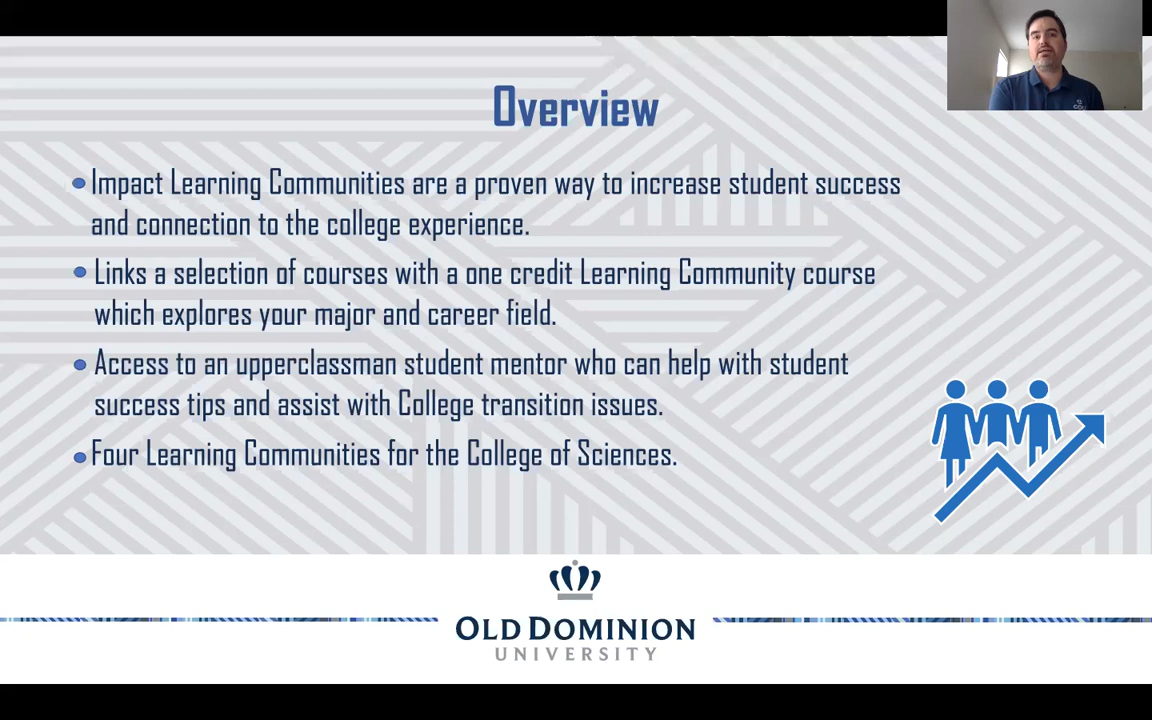 Overview
Impact Learning Communities are a proven way to increase student success
and connection to the college experience.
Links a selection of courses with a one credit Learning Community course
which explores your major and career field.
Access to an upperclassman student mentor who can help with student
success tips and assist with College transition issues.
Four Learning Communities for the College of Sciences.
OLD DOMINION
UNIVERSITY